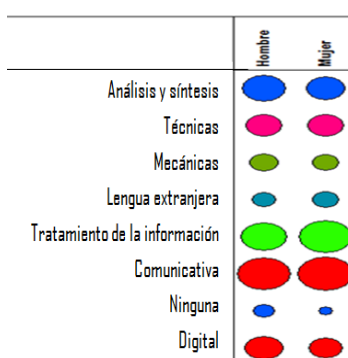 Hombre
Mujer
Análisis y síntesis
Técnicas
Mecánicas
Lengua extranjera
Tratamiento de la información
Comunicativa
Ninguna
Digital